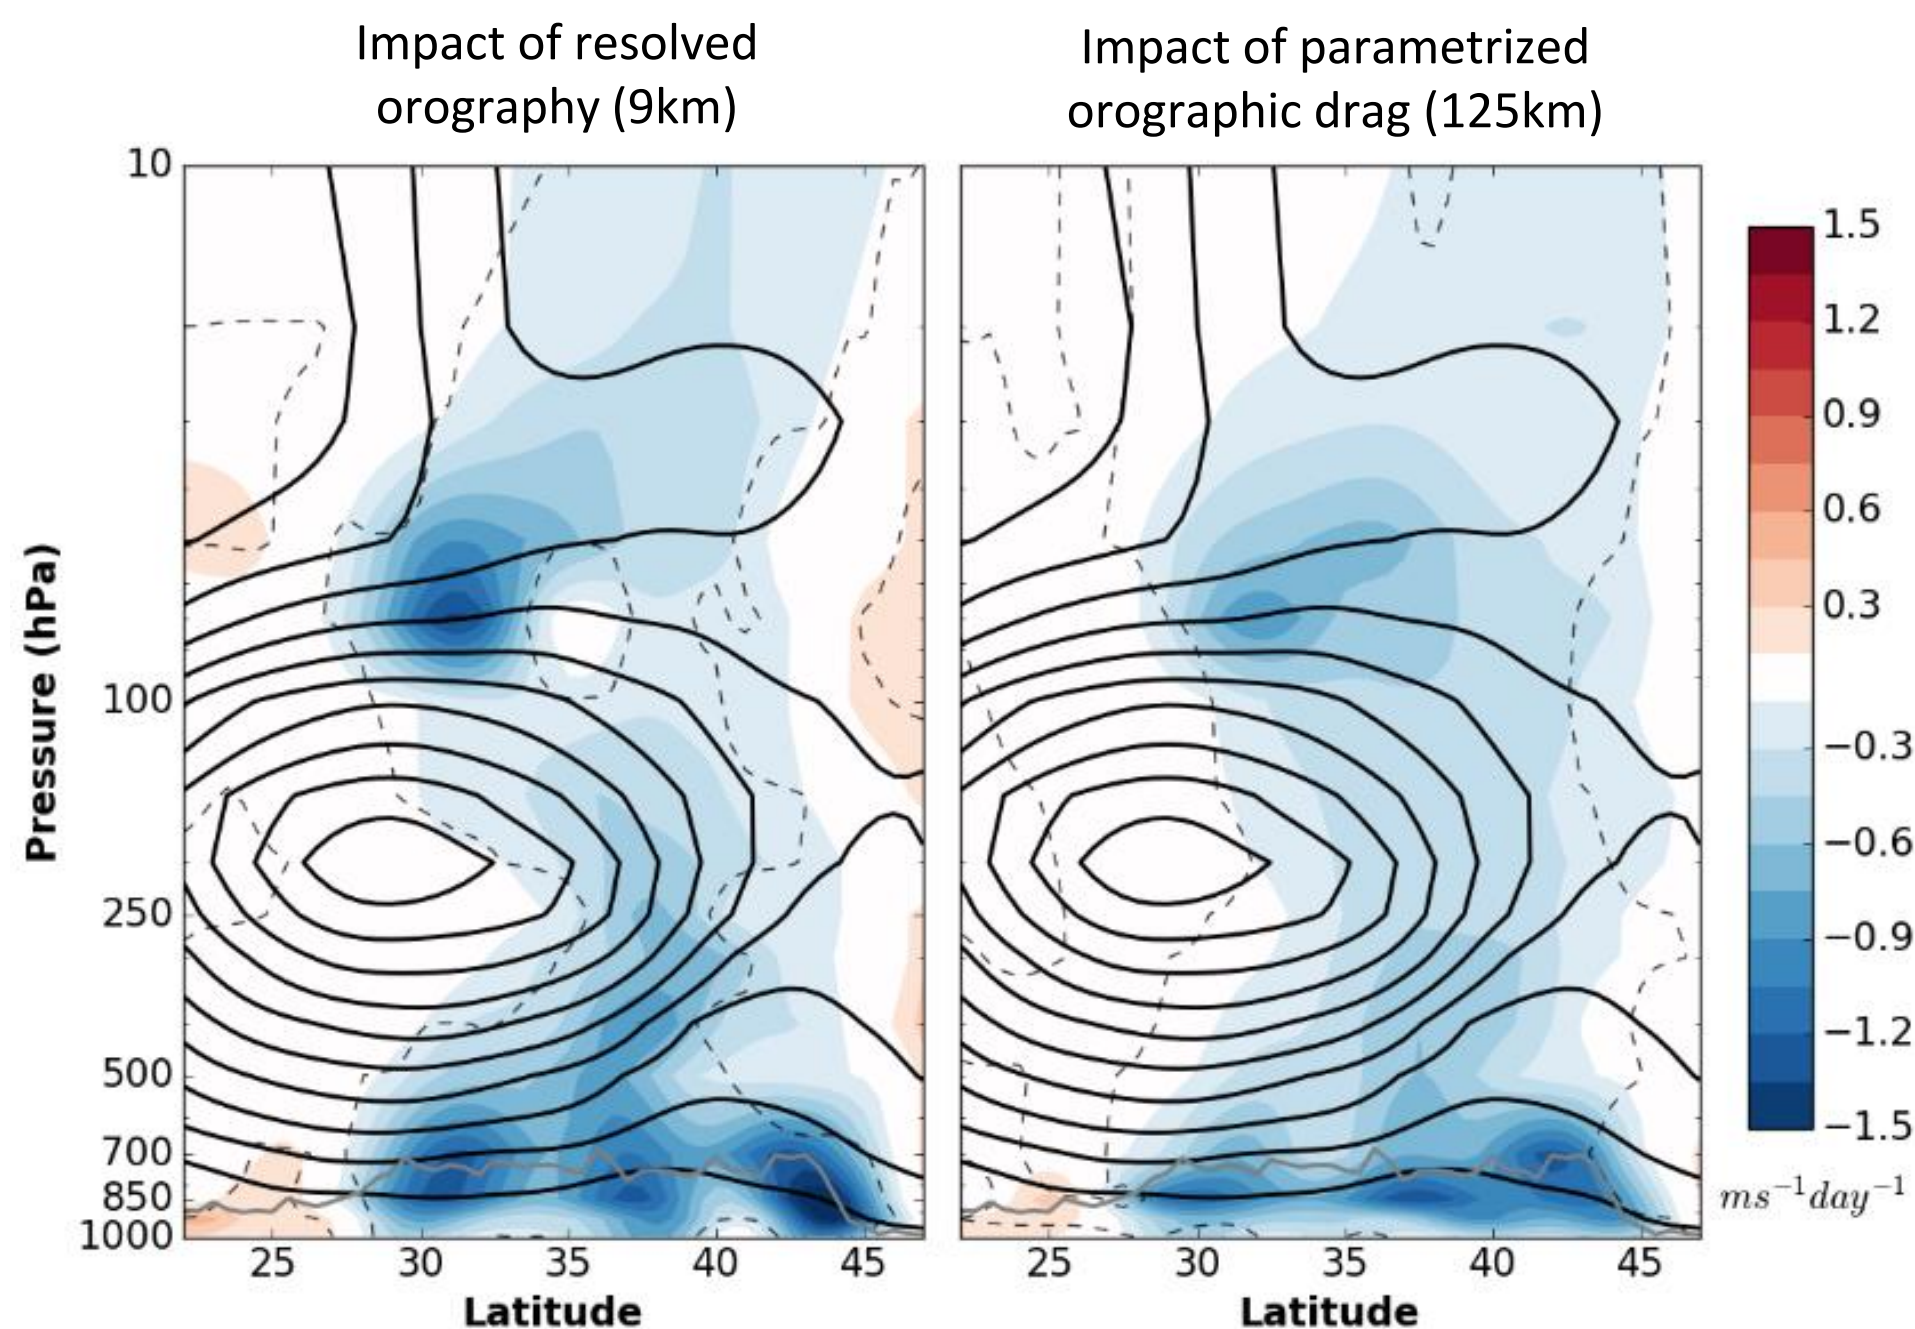 Impact of resolved
orography (9km)
Impact of parametrized
orographic drag (125km)
Pressure (hPa)
10
100
250
500
700
850
1000
25 30 35 40 45
Latitude
25 30 35 40 45
Latitude
1.5
1.2
0.9
0.6
0.3
−0.3
−0.6
−0.9
−1.2
−1.5
ms⁻¹day⁻¹